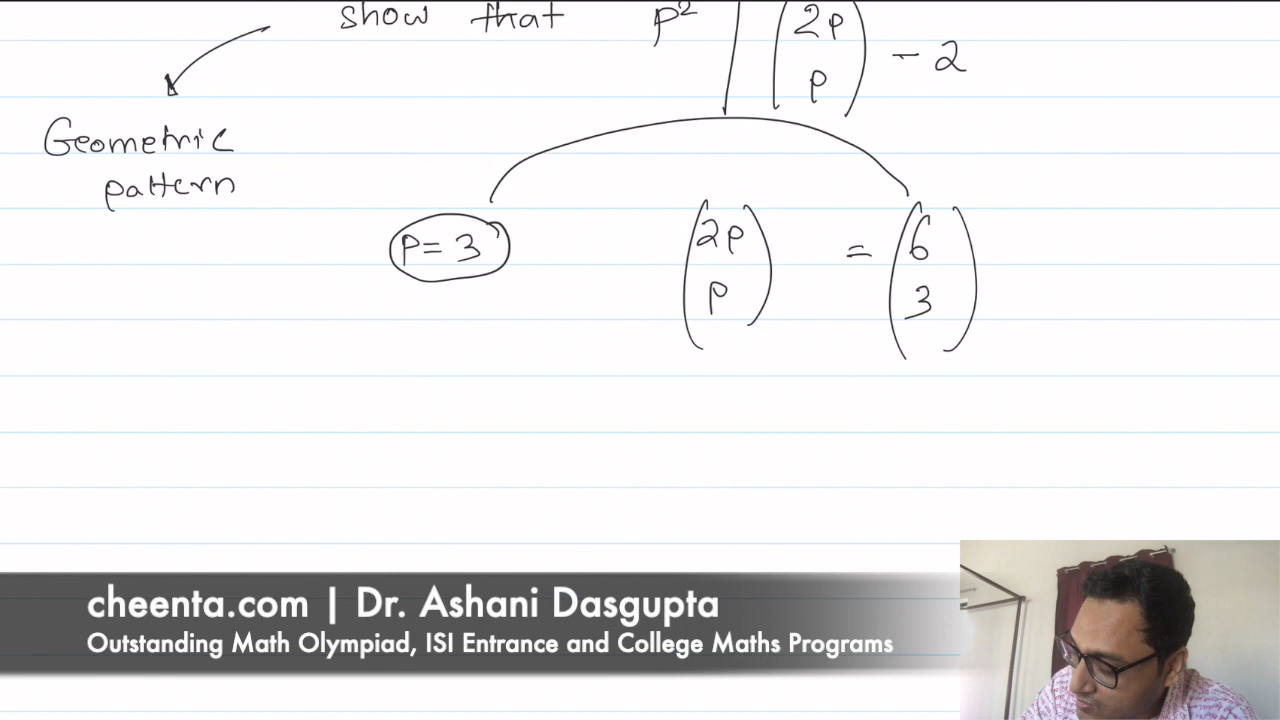 show that p² | (2p p) - 2
Geometric
pattern
p = 3 (2p p) = (6 3)
cheenta.com | Dr. Ashani Dasgupta
Outstanding Math Olympiad, ISI Entrance and College Maths Programs